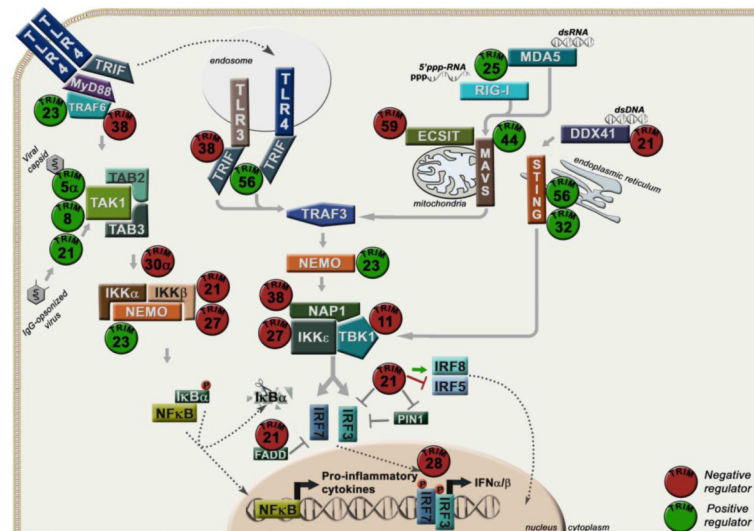 TLR4
TLR4
TRIF
MyD88
TRAF6
TRIM
23
TRIM
38
Viral
capsid
TRIM
5α
TRIM
8
TRIM
21
TAK1
TAB2
TAB3
IgG-opsonized
virus
TRIM
30α
IKKα
IKKβ
NEMO
TRIM
21
TRIM
27
TRIM
23
IκBα
P
NFκB
IκBα
endosome
TLR3
TLR4
TRIM
38
TRIF
TRIF
TRIM
56
TRAF3
NEMO
TRIM
23
TRIM
38
NAP1
TRIM
27
IKKε
TBK1
TRIM
11
IRF7
IRF3
TRIM
21
FADD
TRIM
21
IRF8
IRF5
PIN1
dsRNA
MDA5
TRIM
25
5'ppp-RNA
PPP
RIG-I
TRIM
59
ECSIT
TRIM
44
MAVS
mitochondria
dsDNA
DDX41
TRIM
21
STING
endoplasmic reticulum
TRIM
56
TRIM
32
TRIM
28
Pro-inflammatory
cytokines
NFκB
P
IRF7
P
IRF3
IFNα/β
nucleus
cytoplasm
TRIM
Negative
regulator
TRIM
Positive
regulator